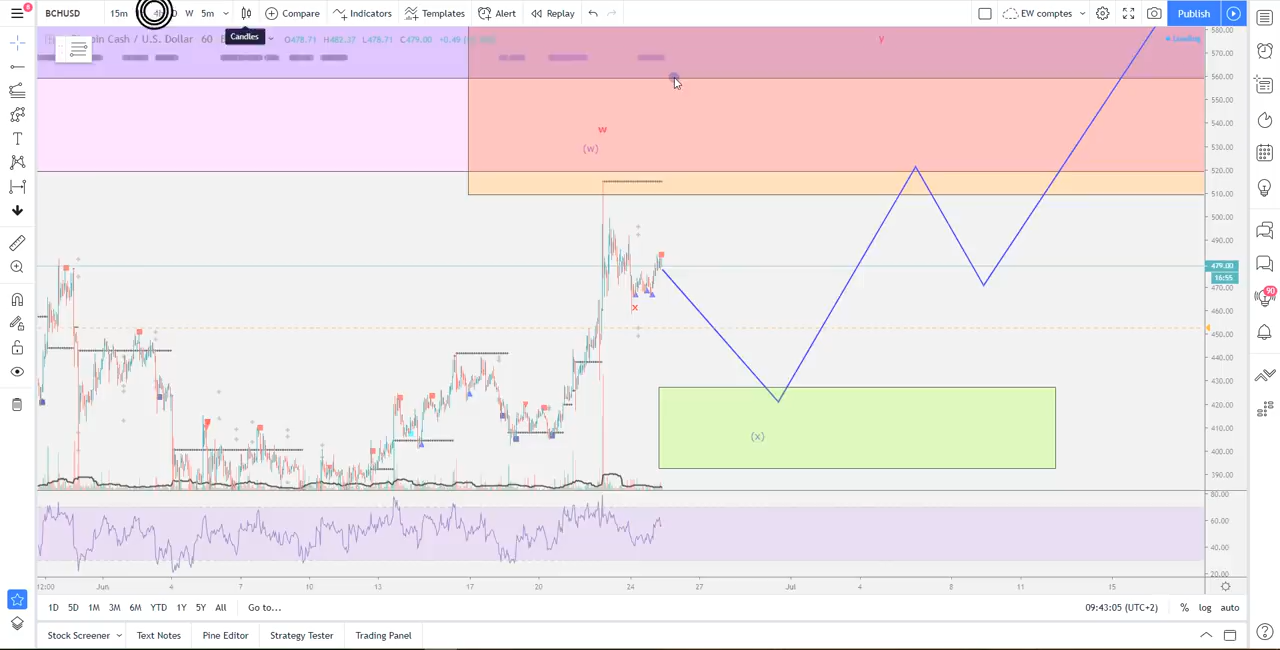 BCHUSD 15m D W 5m Compare Indicators Templates Alert Replay EW comptes Publish
Candles
Cash / U.S. Dollar 60 O478.71 H482.37 L478.71 C479.00 +0.49
Loading
y
w
(w)
x
(x)
580.00
570.00
560.00
550.00
540.00
530.00
520.00
510.00
500.00
490.00
479.00
16:55
470.00
460.00
450.00
440.00
430.00
420.00
410.00
400.00
390.00
80.00
60.00
40.00
20.00
90
12:00 Jun 4 7 10 13 17 20 24 27 Jul 4 8 11 15
1D 5D 1M 3M 6M YTD 1Y 5Y All Go to... 09:43:05 (UTC+2) % log auto
Stock Screener Text Notes Pine Editor Strategy Tester Trading Panel